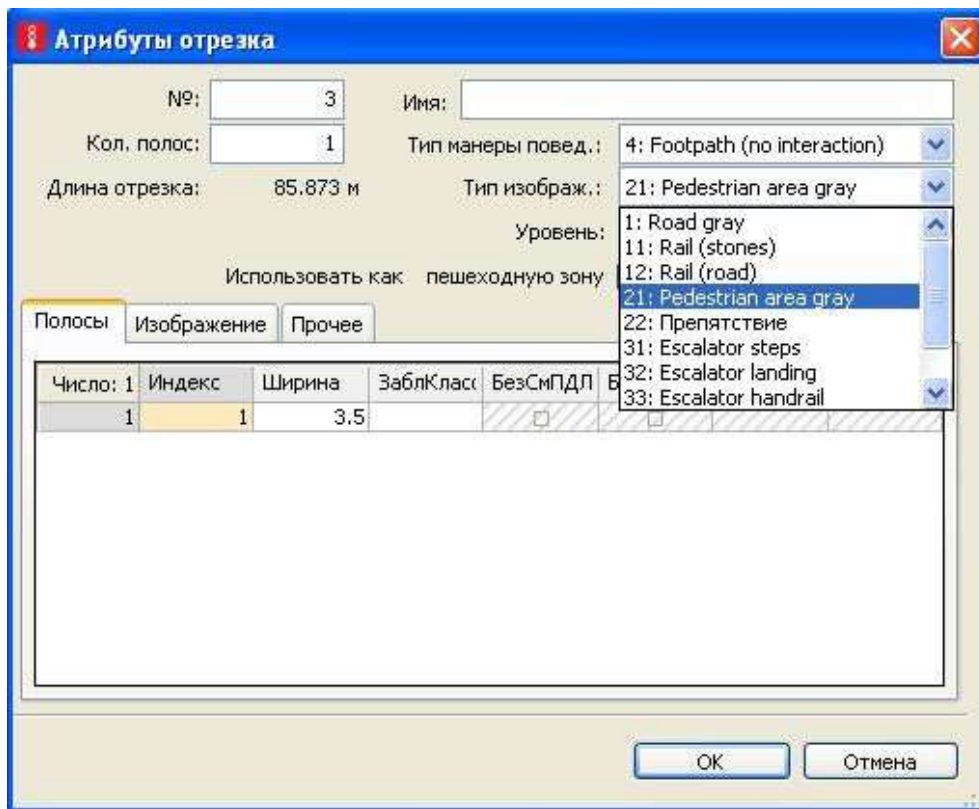 Атрибуты отрезка
№: 3 Имя:
Кол. полос: 1 Тип манеры повед.: 4: Footpath (no interaction)
Длина отрезка: 85.873 м Тип изображ.: 21: Pedestrian area gray
Уровень:
1: Road gray
11: Rail (stones)
12: Rail (road)
21: Pedestrian area gray
22: Препятствие
31: Escalator steps
32: Escalator landing
33: Escalator handrail
Использовать как пешеходную зону
Полосы Изображение Прочее
Число: 1 Индекс Ширина ЗаблКласс БезСмПДЛ
1 1 3.5
OK Отмена